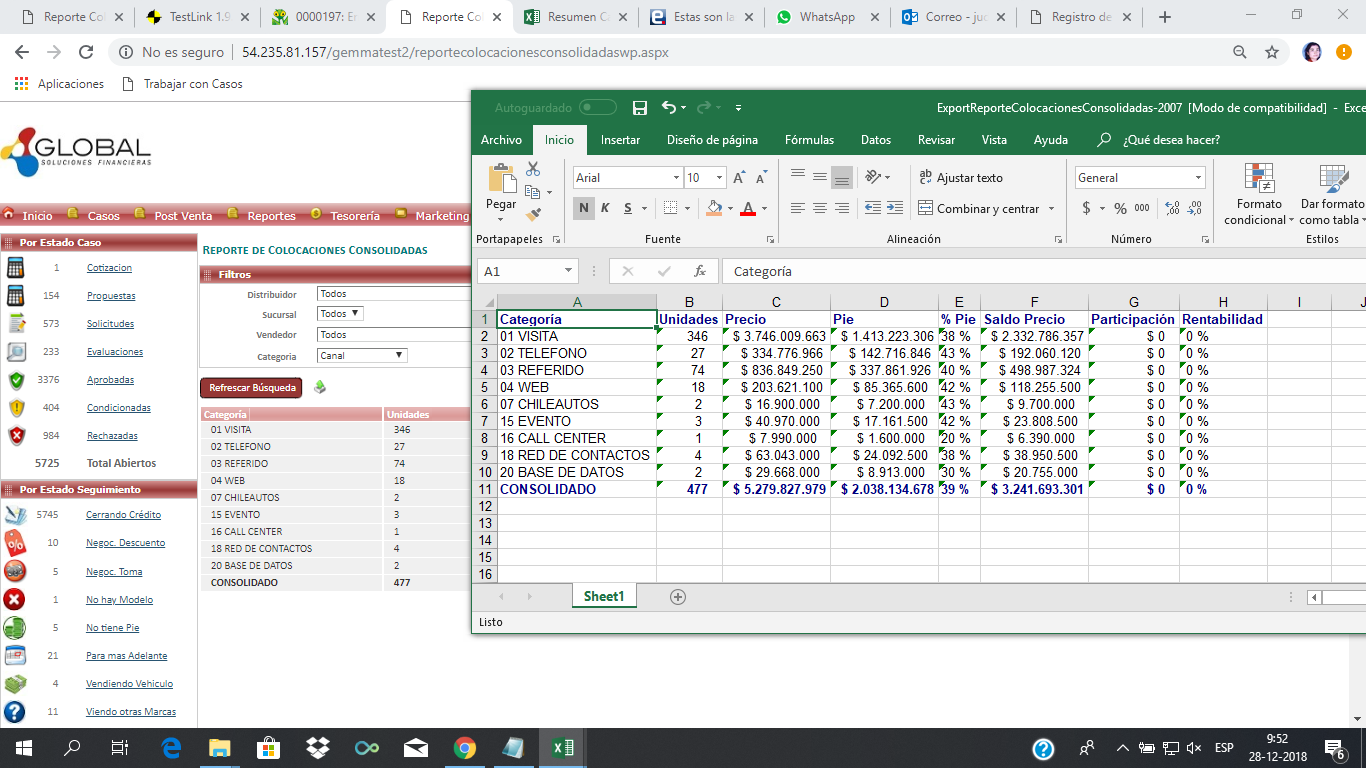 Reporte Co
TestLink 1.9
0000197: Er
Reporte Co
Resumen C
Estas son la
WhatsApp
Correo - juc
Registro de
No es seguro | 54.235.81.157/gemmatest2/reportecolocacionesconsolidadaswp.aspx
Aplicaciones
Trabajar con Casos
GLOBAL
SOLUCIONES FINANCIERAS
Inicio
Casos
Post Venta
Reportes
Tesorería
Marketing
Por Estado Caso
1 Cotizacion
154 Propuestas
573 Solicitudes
233 Evaluaciones
3376 Aprobadas
404 Condicionadas
984 Rechazadas
5725 Total Abiertos
Por Estado Seguimiento
5745 Cerrando Crédito
10 Negoc. Descuento
5 Negoc. Toma
1 No hay Modelo
5 No tiene Pie
21 Para mas Adelante
4 Vendiendo Vehiculo
11 Viendo otras Marcas
REPORTE DE COLOCACIONES CONSOLIDADAS
Filtros
Distribuidor Todos
Sucursal Todos
Vendedor Todos
Categoria Canal
Refrescar Búsqueda
Categoría Unidades
01 VISITA 346
02 TELEFONO 27
03 REFERIDO 74
04 WEB 18
07 CHILEAUTOS 2
15 EVENTO 3
16 CALL CENTER 1
18 RED DE CONTACTOS 4
20 BASE DE DATOS 2
CONSOLIDADO 477
Autoguardado
ExportReporteColocacionesConsolidadas-2007 [Modo de compatibilidad] - Exce
Archivo Inicio Insertar Diseño de página Fórmulas Datos Revisar Vista Ayuda ¿Qué desea hacer?
Pegar
Portapapeles
Arial 10
N K S
Fuente
Ajustar texto
Combinar y centrar
Alineación
General
$ % 000
Número
Formato condicional
Dar formato como tabla
Estilos
A1
fx
Categoría
A B C D E F G H I J
1 Categoría Unidades Precio Pie % Pie Saldo Precio Participación Rentabilidad
2 01 VISITA 346 $ 3.746.009.663 $ 1.413.223.306 38 % $ 2.332.786.357 $ 0 0 %
3 02 TELEFONO 27 $ 334.776.966 $ 142.716.846 43 % $ 192.060.120 $ 0 0 %
4 03 REFERIDO 74 $ 836.849.250 $ 337.861.926 40 % $ 498.987.324 $ 0 0 %
5 04 WEB 18 $ 203.621.100 $ 85.365.600 42 % $ 118.255.500 $ 0 0 %
6 07 CHILEAUTOS 2 $ 16.900.000 $ 7.200.000 43 % $ 9.700.000 $ 0 0 %
7 15 EVENTO 3 $ 40.970.000 $ 17.161.500 42 % $ 23.808.500 $ 0 0 %
8 16 CALL CENTER 1 $ 7.990.000 $ 1.600.000 20 % $ 6.390.000 $ 0 0 %
9 18 RED DE CONTACTOS 4 $ 63.043.000 $ 24.092.500 38 % $ 38.950.500 $ 0 0 %
10 20 BASE DE DATOS 2 $ 29.668.000 $ 8.913.000 30 % $ 20.755.000 $ 0 0 %
11 CONSOLIDADO 477 $ 5.279.827.979 $ 2.038.134.678 39 % $ 3.241.693.301 $ 0 0 %
12
13
14
15
16
Sheet1
Listo
ESP
9:52
28-12-2018
6